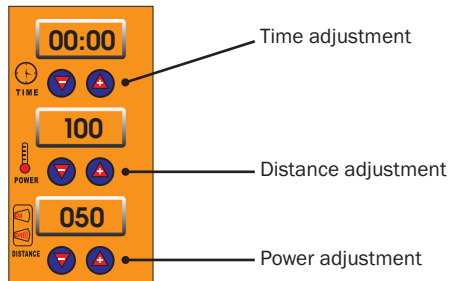 00:00
Time adjustment
TIME
100
POWER
Distance adjustment
050
DISTANCE
Power adjustment